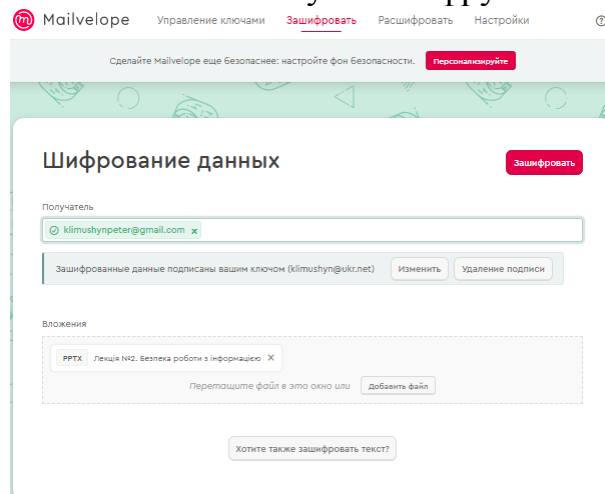 Mailvelope Управление ключами Зашифровать Расшифровать Настройки
Сделайте Mailvelope еще безопаснее: настройте фон безопасности. Персонализируйте
Шифрование данных
Зашифровать
Получатель
klimushynpeter@gmail.com x
Зашифрованные данные подписаны вашим ключом (klimushyn@ukr.net) Изменить Удаление подписи
Вложения
PPTX Лекція №2. Безпека роботи з інформацією ×
Перетащите файл в это окно или Добавить файл
Хотите также зашифровать текст?